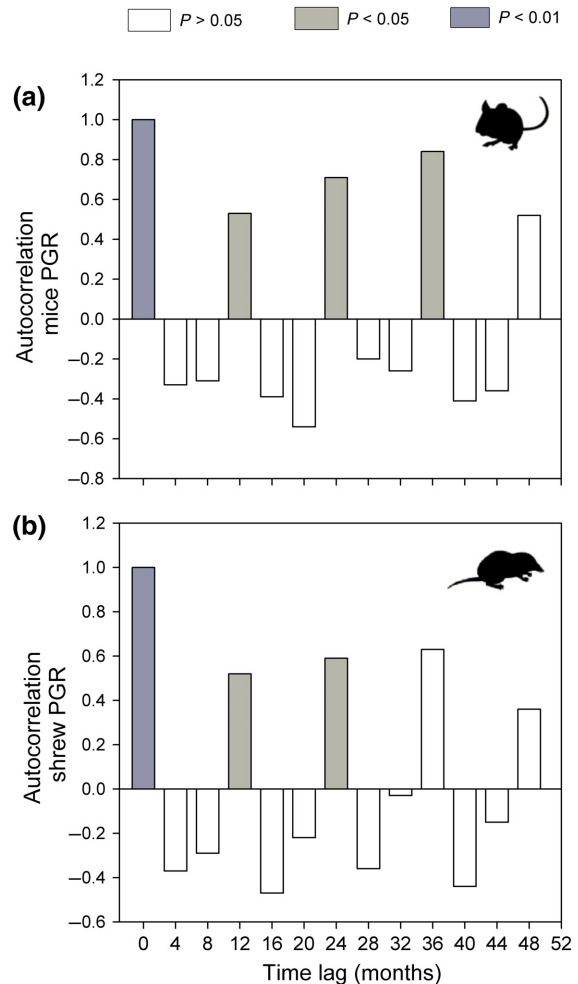 P > 0.05 P < 0.05 P < 0.01
(a)
1.2
1.0
0.8
0.6
0.4
0.2
0.0
–0.2
–0.4
–0.6
–0.8
Autocorrelation
mice PGR
(b)
1.2
1.0
0.8
0.6
0.4
0.2
0.0
–0.2
–0.4
–0.6
Autocorrelation
shrew PGR
0 4 8 12 16 20 24 28 32 36 40 44 48 52
Time lag (months)